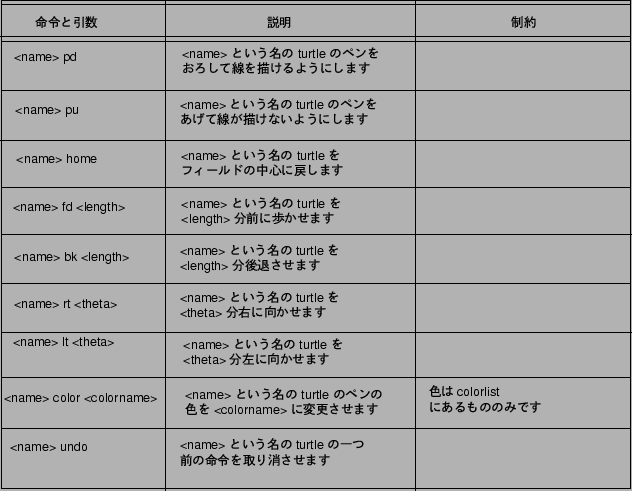 命令と引数 説明 制約
<name> pd
<name> という名の turtle のペンを
おろして線を描けるようにします
<name> pu
<name> という名の turtle のペンを
あげて線が描けないようにします
<name> home
<name> という名の turtle を
フィールドの中心に戻します
<name> fd <length>
<name> という名の turtle を
<length> 分前に歩かせます
<name> bk <length>
<name> という名の turtle を
<length> 分後退させます
<name> rt <theta>
<name> という名の turtle を
<theta> 分右に向かせます
<name> lt <theta>
<name> という名の turtle を
<theta> 分左に向かせます
<name> color <colorname>
<name> という名の turtle のペンの
色を <colorname> に変更させます
色は colorlist
にあるもののみです
<name> undo
<name> という名の turtle の一つ
前の命令を取り消させます